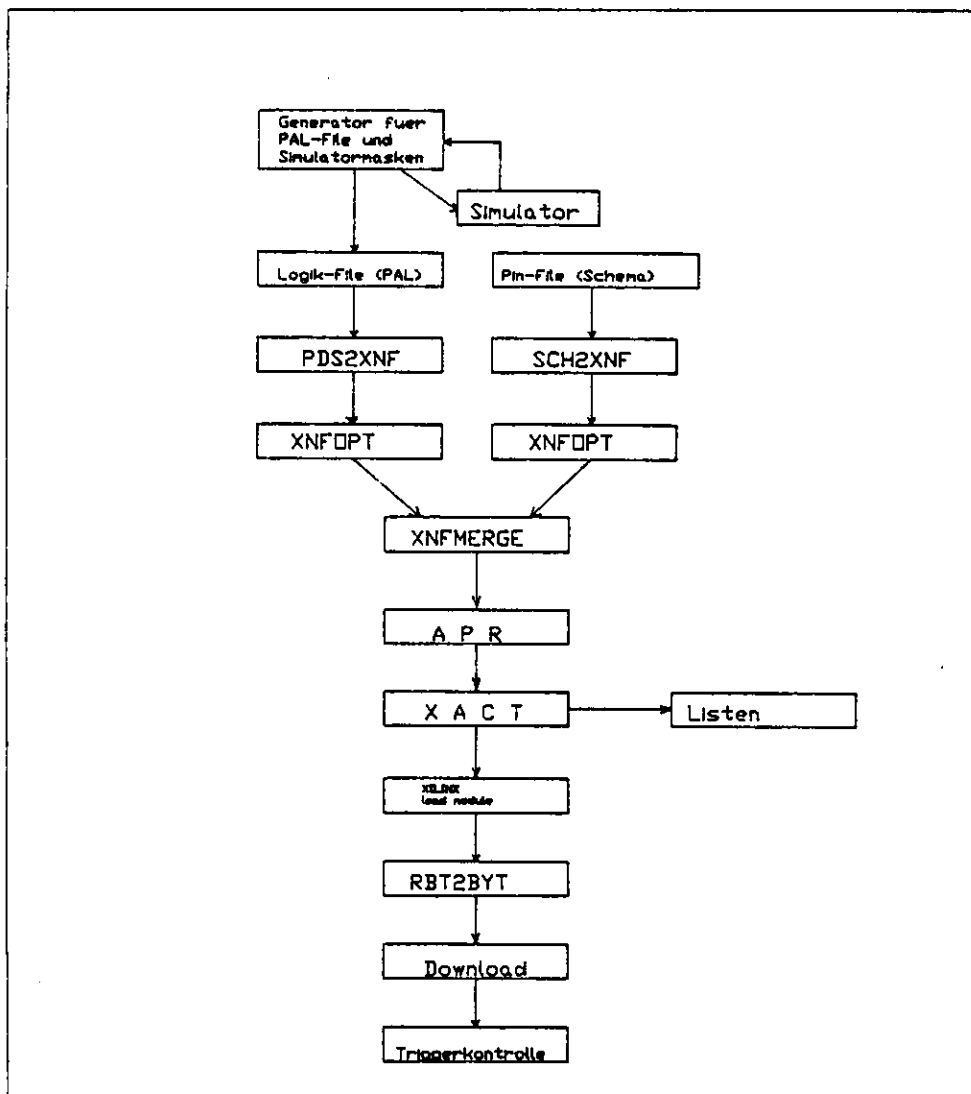 Generator fuer
PAL-File und
Simulatormasken
Simulator
Logik-File (PAL)
Pin-File (Schema)
PDS2XNF
SCH2XNF
XNFOPT
XNFOPT
XNFMERGE
A P R
X A C T
Listen
XILINX
load module
RBT2BYT
Download
Triggerkontrolle